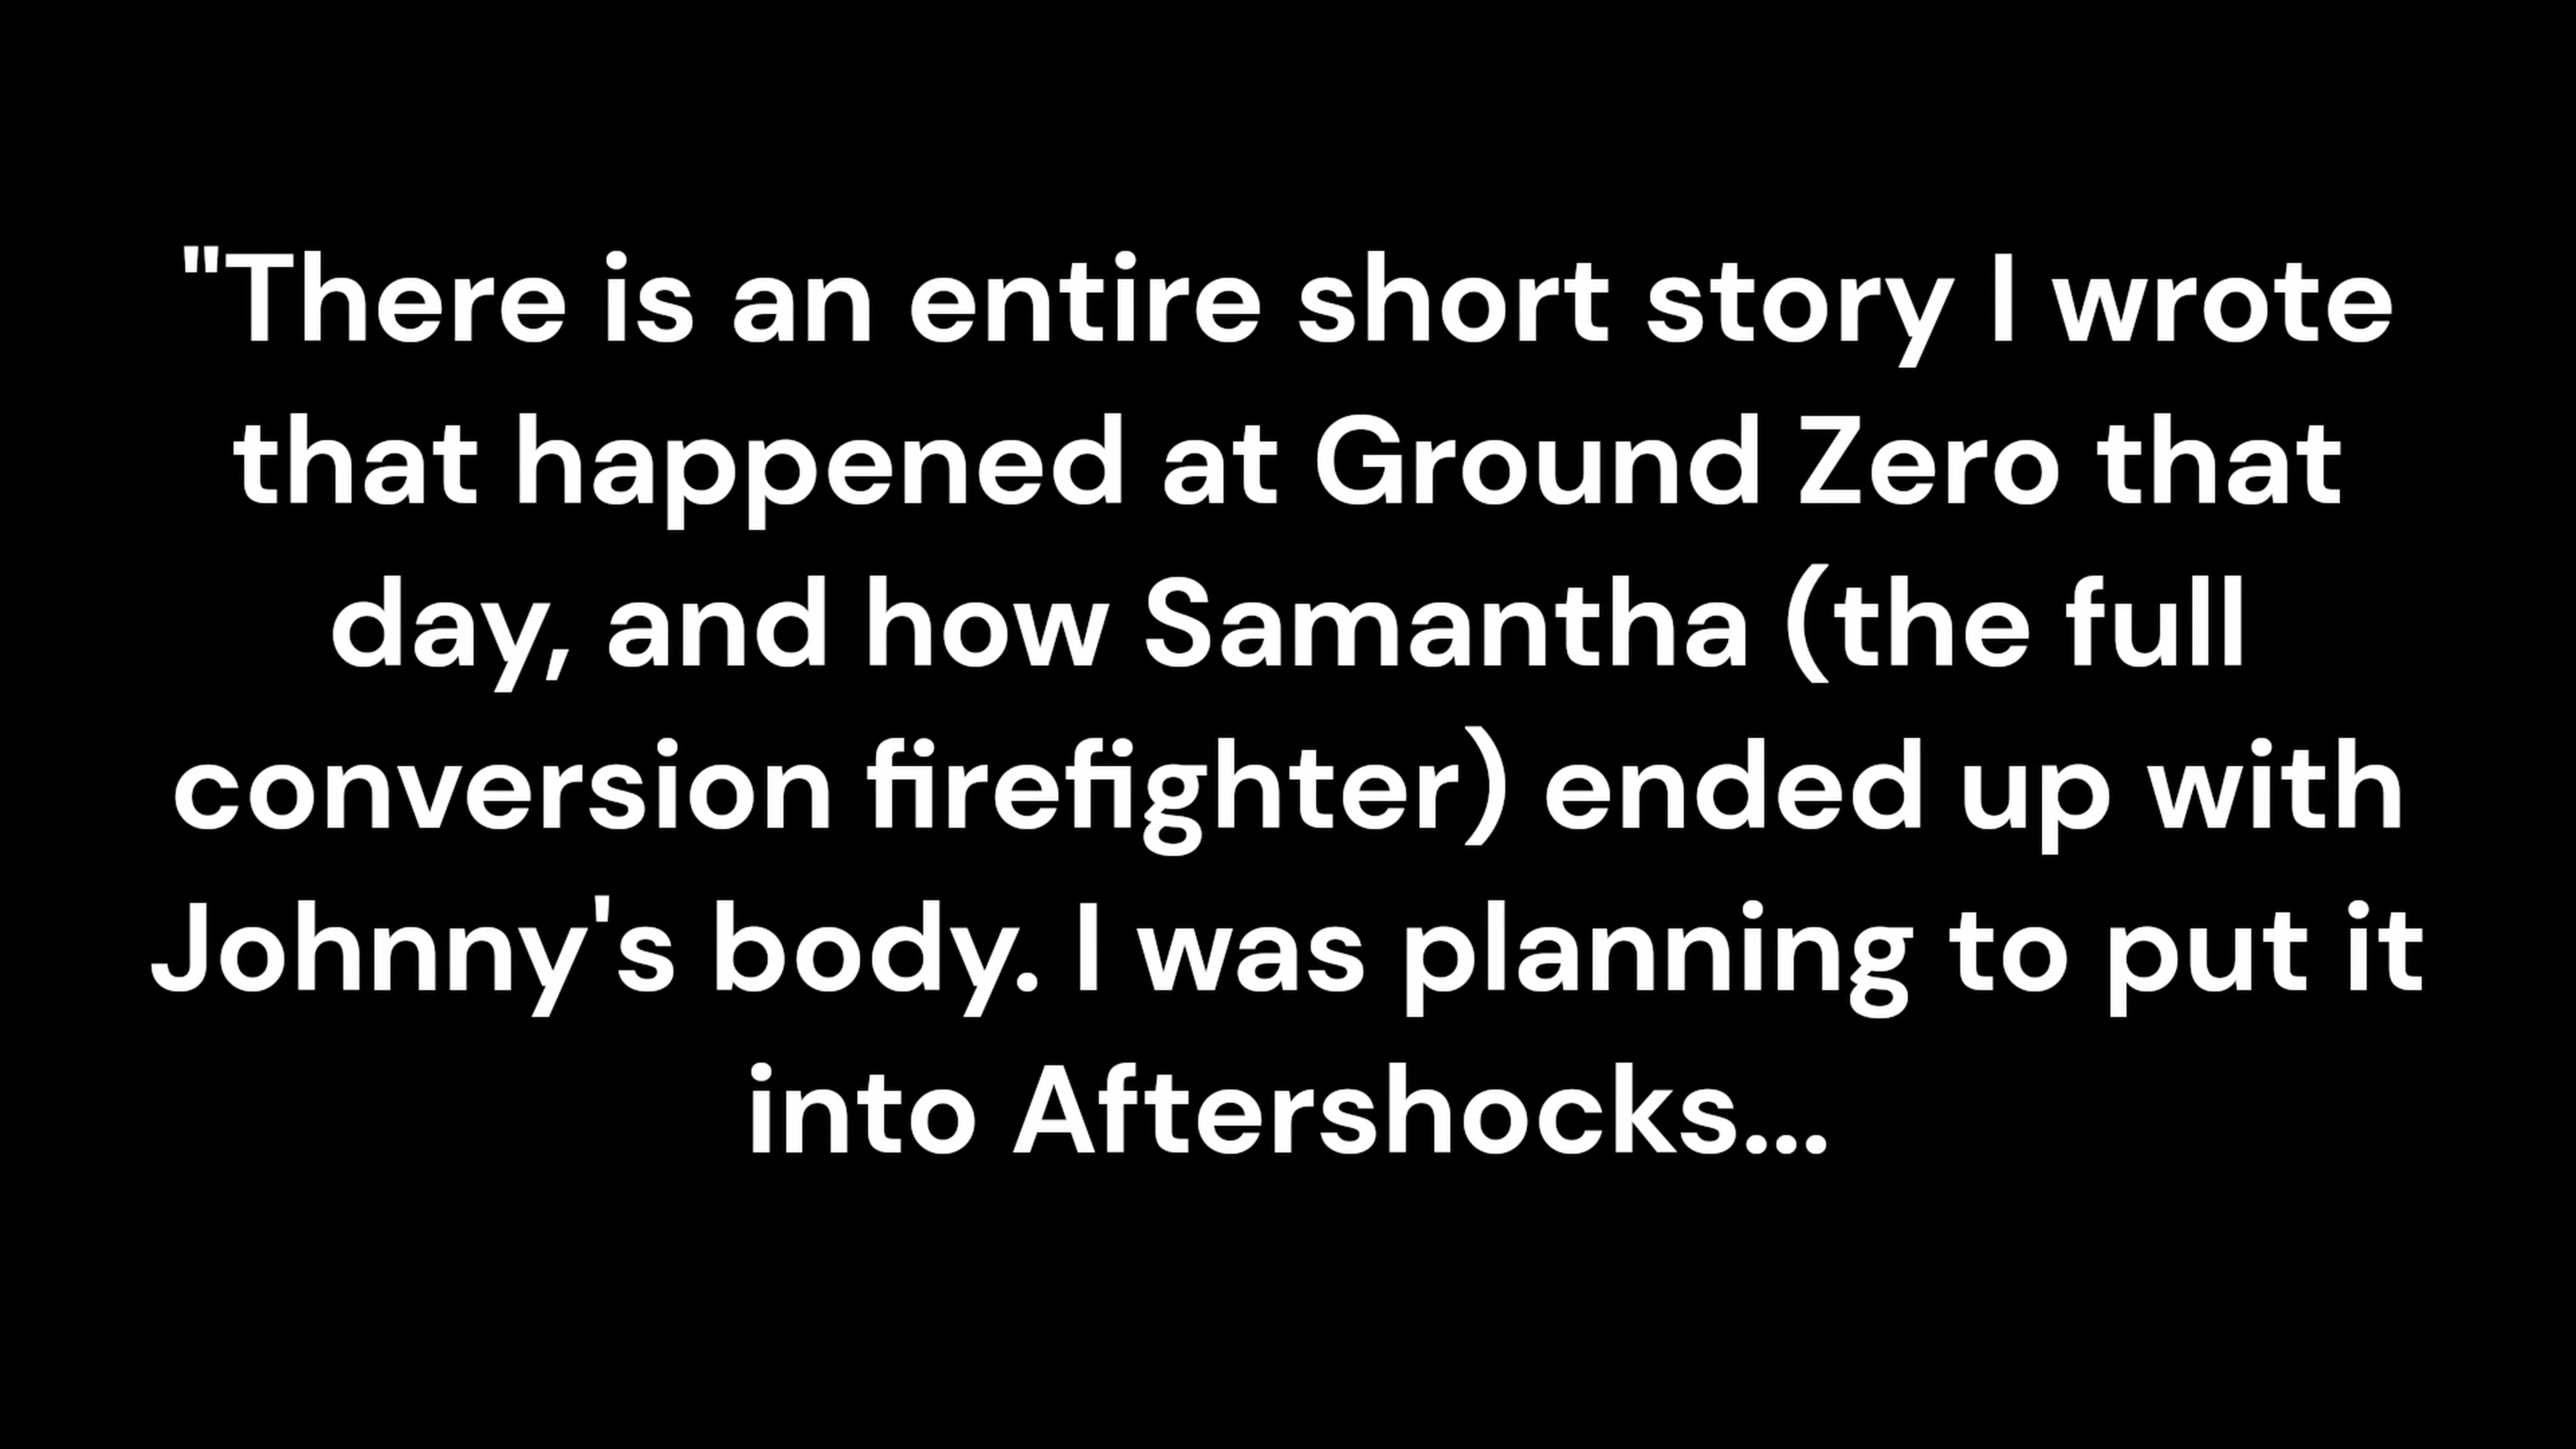 "There is an entire short story I wrote
that happened at Ground Zero that
day, and how Samantha (the full
conversion firefighter) ended up with
Johnny's body. I was planning to put it
into Aftershocks...